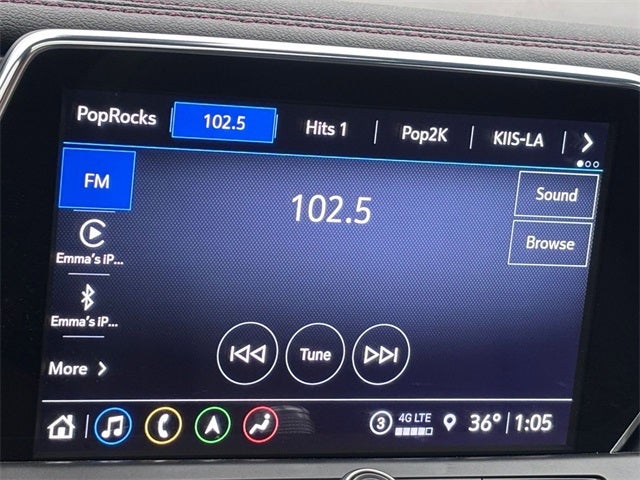 PopRocks 102.5 Hits 1 Pop2K KIIS-LA
FM
102.5
Sound
Browse
Emma's iP...
Emma's iP...
Tune
More
3 4G LTE 36° 1:05